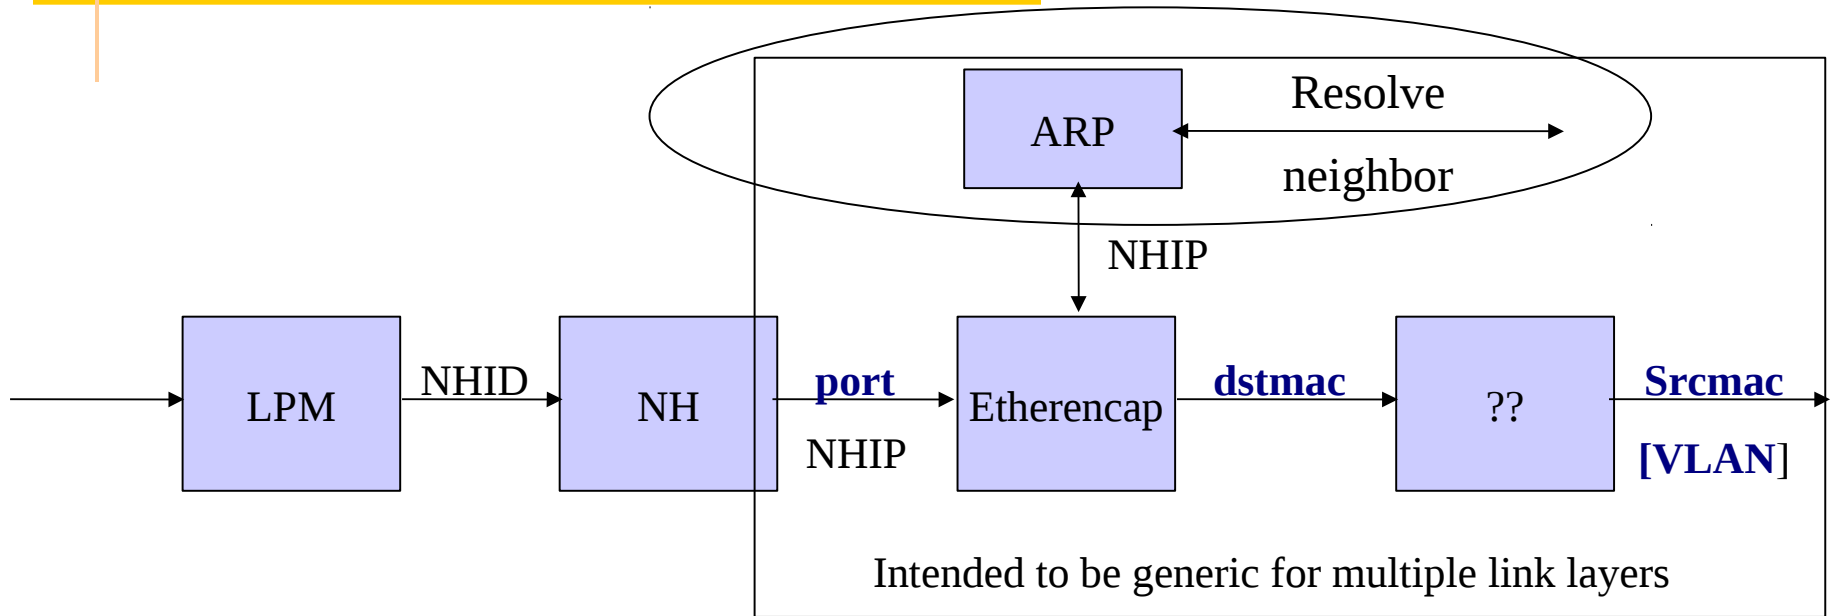 Resolve
ARP
neighbor
NHIP
LPM
NHID
NH
port
NHIP
Etherencap
dstmac
??
Srcmac
[VLAN]
Intended to be generic for multiple link layers